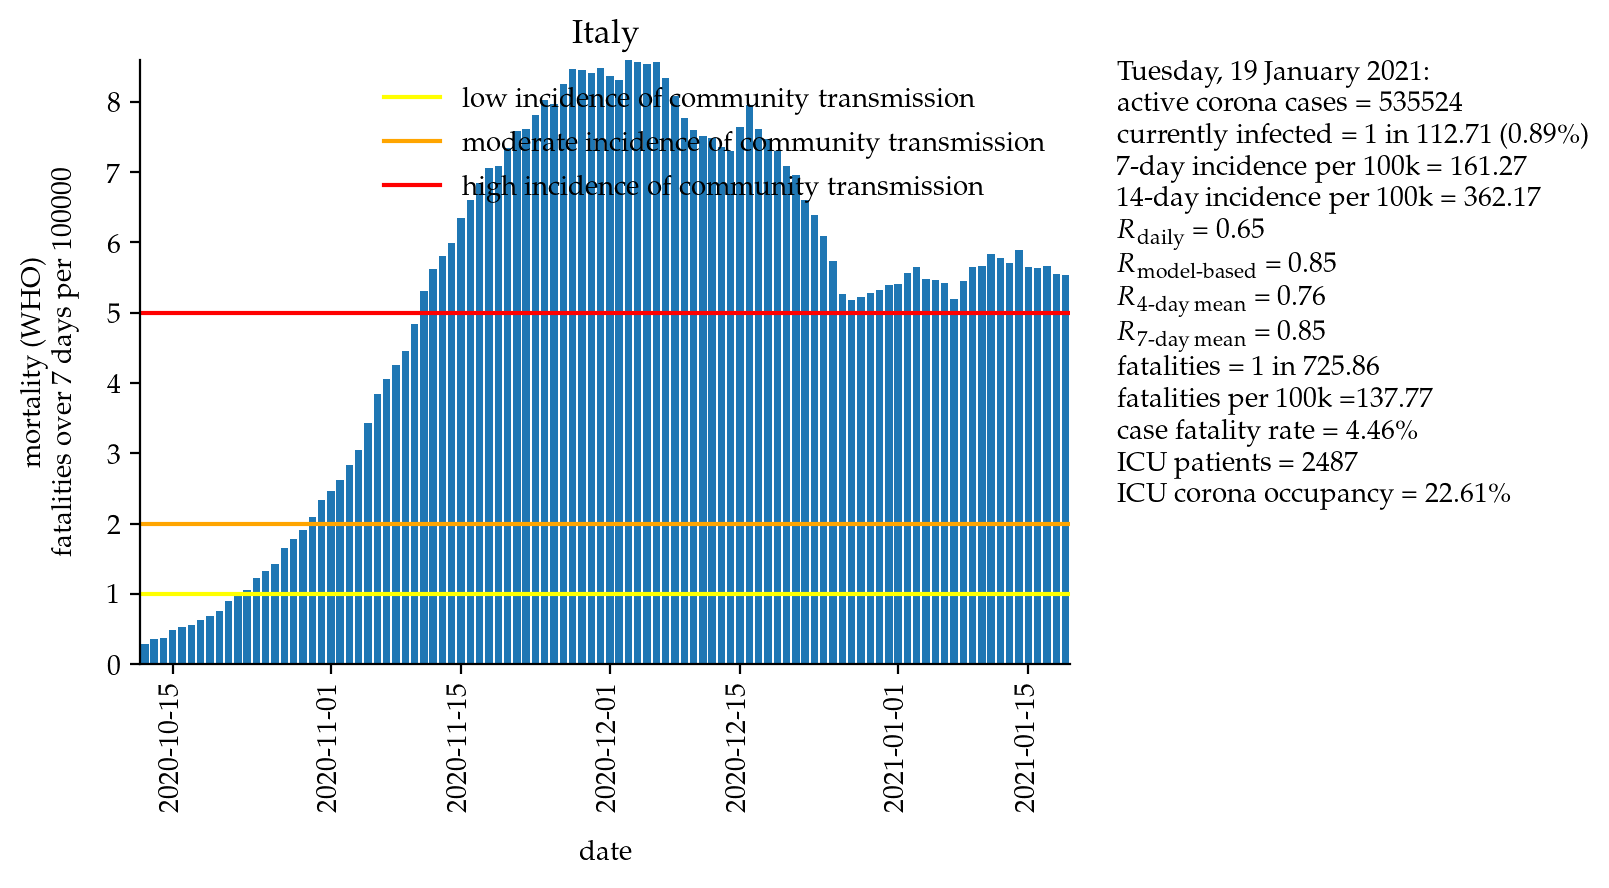 Italy
mortality (WHO)
fatalities over 7 days per 100000
8
7
6
5
4
3
2
1
0
low incidence of community transmission
moderate incidence of community transmission
high incidence of community transmission
2020-10-15
2020-11-01
2020-11-15
2020-12-01
2020-12-15
2021-01-01
2021-01-15
date
Tuesday, 19 January 2021:
active corona cases = 535524
currently infected = 1 in 112.71 (0.89%)
7-day incidence per 100k = 161.27
14-day incidence per 100k = 362.17
R daily = 0.65
R model-based = 0.85
R 4-day mean = 0.76
R 7-day mean = 0.85
fatalities = 1 in 725.86
fatalities per 100k =137.77
case fatality rate = 4.46%
ICU patients = 2487
ICU corona occupancy = 22.61%